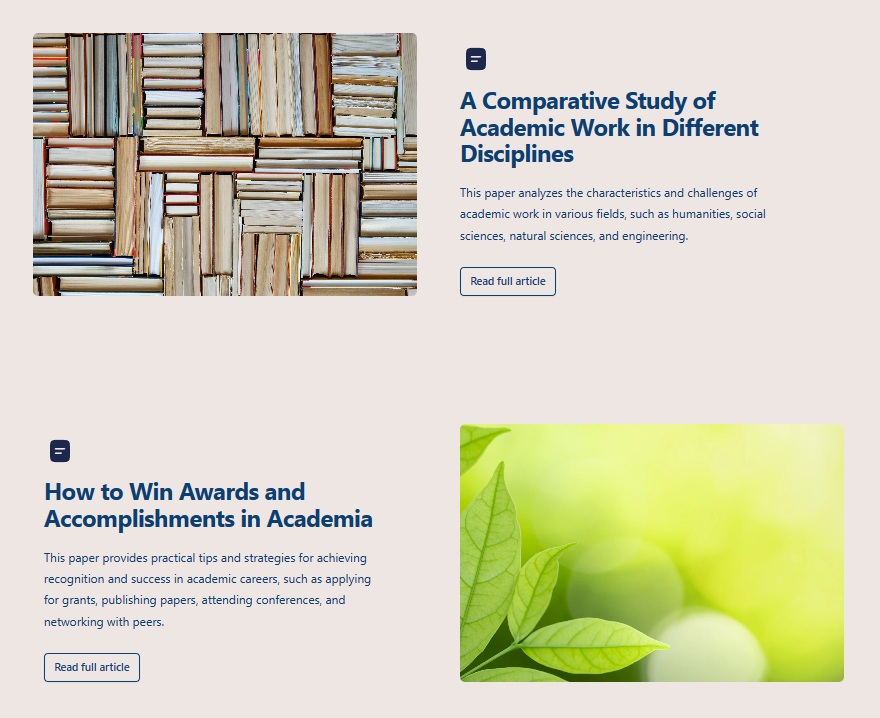 A Comparative Study of
Academic Work in Different
Disciplines
This paper analyzes the characteristics and challenges of
academic work in various fields, such as humanities, social
sciences, natural sciences, and engineering.
Read full article
How to Win Awards and
Accomplishments in Academia
This paper provides practical tips and strategies for achieving
recognition and success in academic careers, such as applying
for grants, publishing papers, attending conferences, and
networking with peers.
Read full article